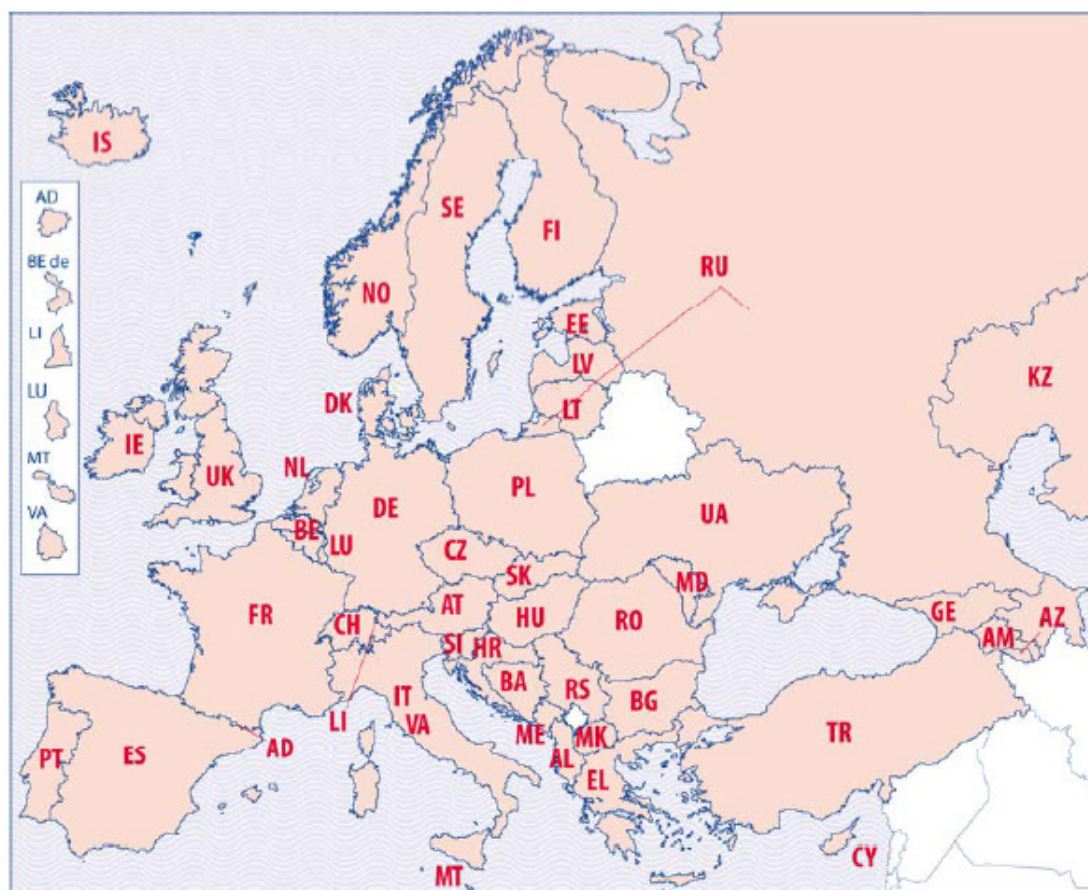 IS
AD
BE de
LI
LU
MT
VA
SE
FI
NO
RU
EE
LV
LT
KZ
DK
IE
UK
NL
BE
LU
DE
PL
UA
CZ
SK
MD
FR
CH
AT
HU
RO
GE
AM
AZ
SI
HR
BA
RS
BG
IT
VA
LI
ME
MK
AL
EL
TR
PT
ES
AD
MT
CY